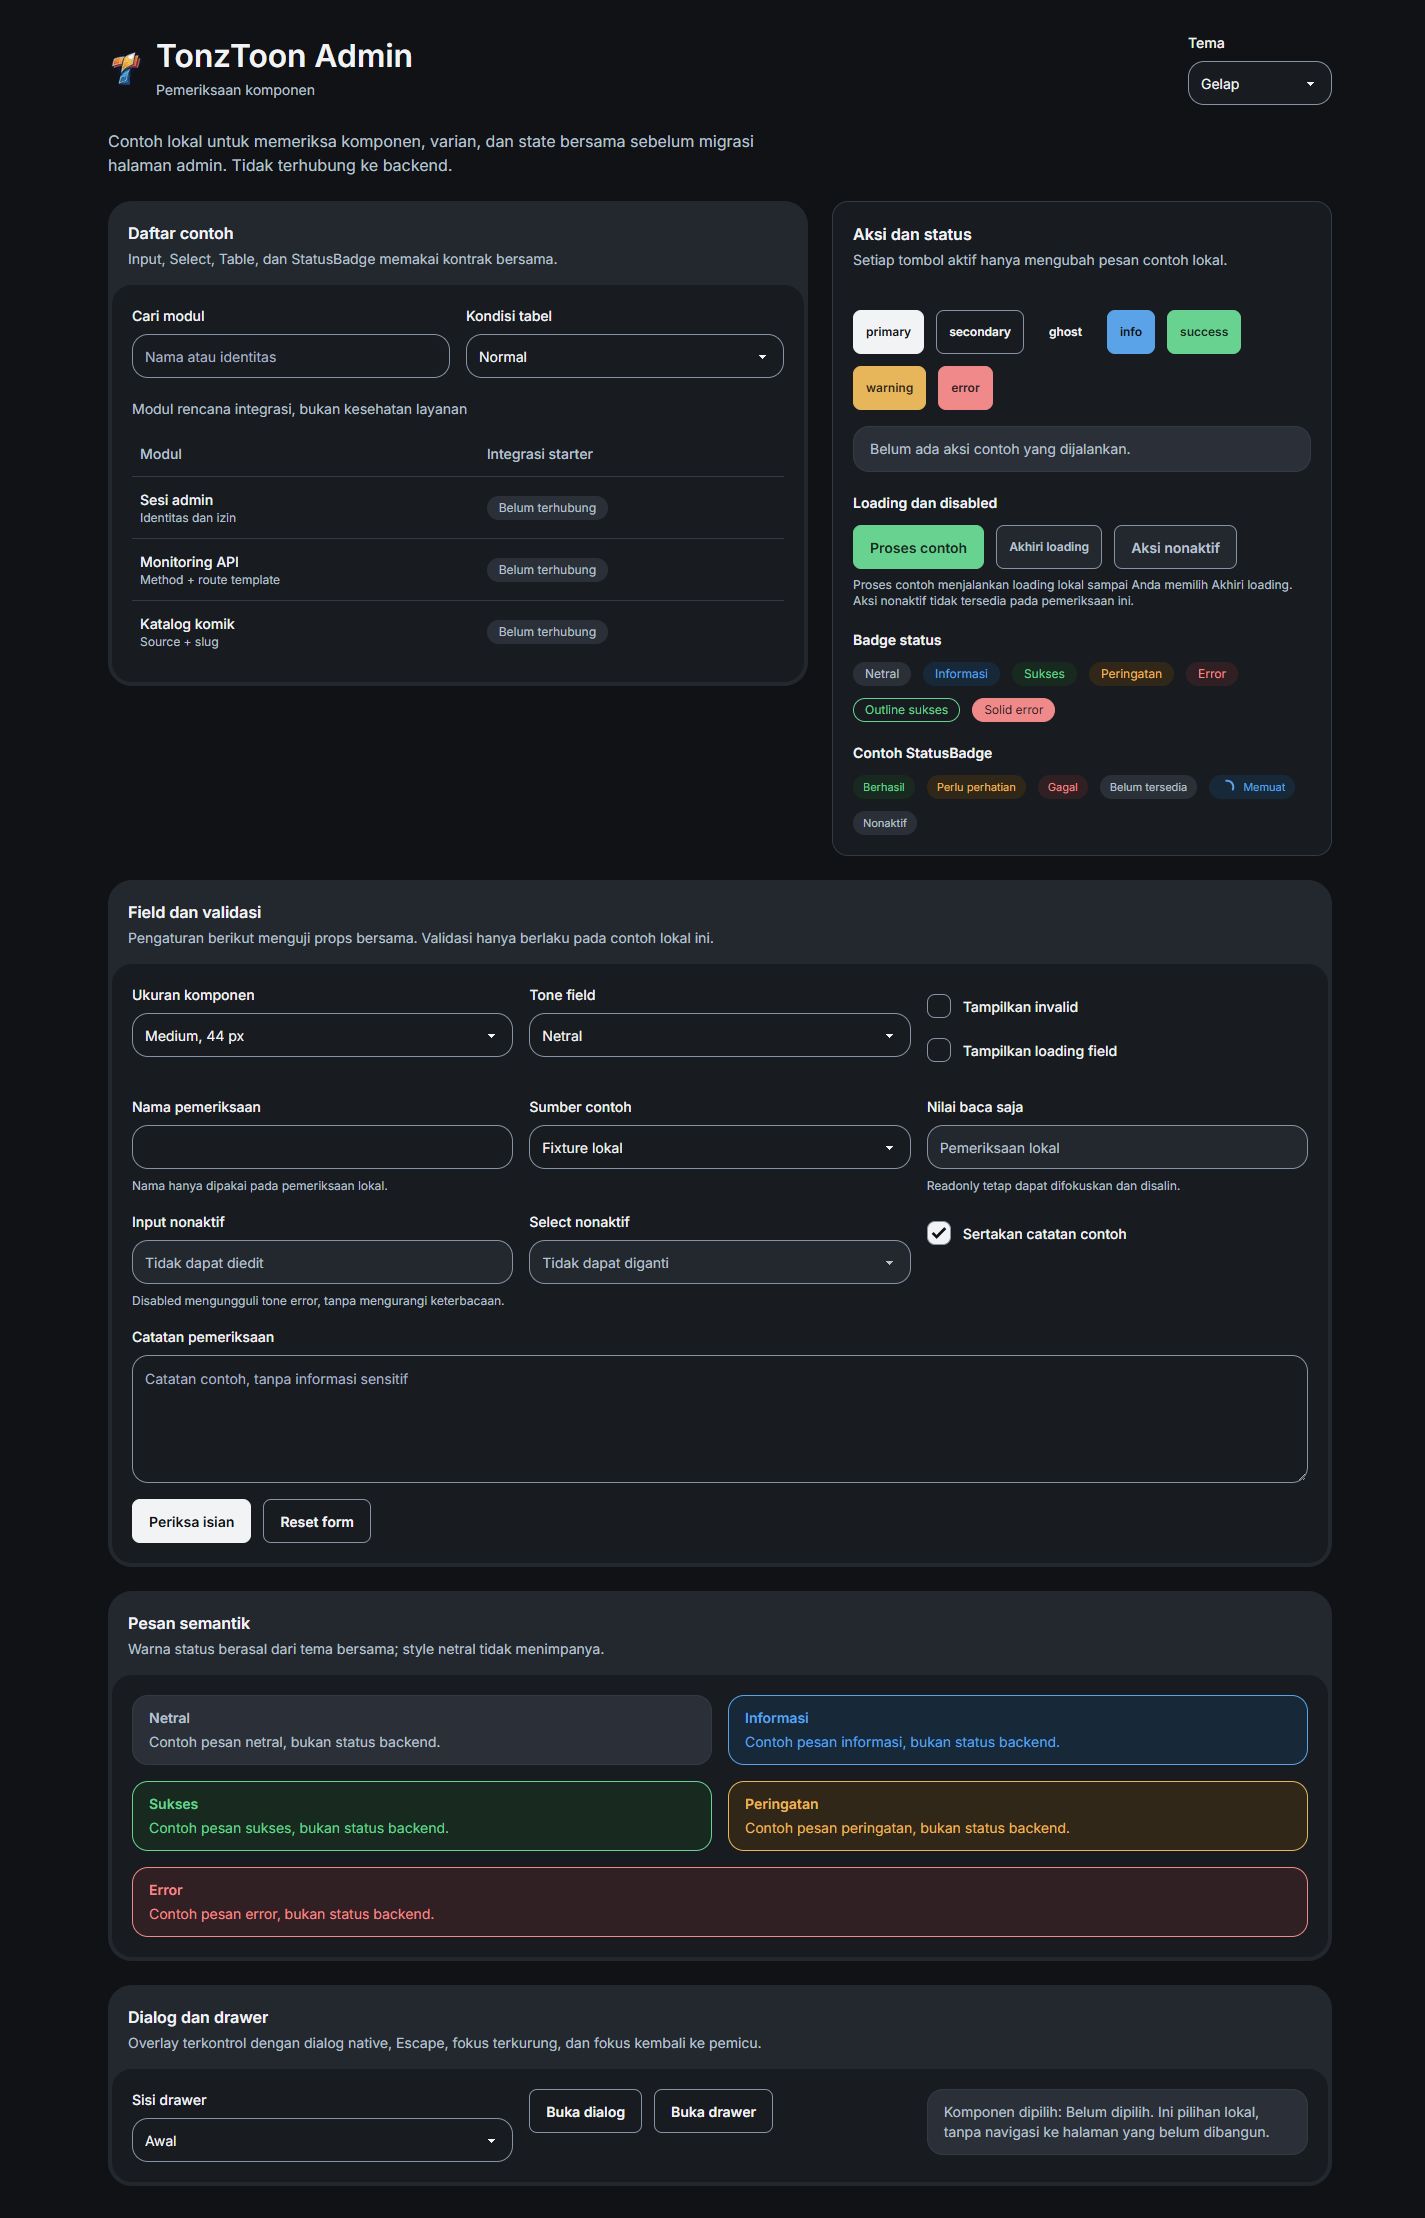 TonzToon Admin
Pemeriksaan komponen
Tema
Gelap
Contoh lokal untuk memeriksa komponen, varian, dan state bersama sebelum migrasi
halaman admin. Tidak terhubung ke backend.
Daftar contoh
Input, Select, Table, dan StatusBadge memakai kontrak bersama.
Cari modul
Kondisi tabel
Nama atau identitas
Normal
Modul rencana integrasi, bukan kesehatan layanan
Modul
Integrasi starter
Sesi admin
Identitas dan izin
Belum terhubung
Monitoring API
Method + route template
Belum terhubung
Katalog komik
Source + slug
Belum terhubung
Aksi dan status
Setiap tombol aktif hanya mengubah pesan contoh lokal.
primary
secondary
ghost
info
success
warning
error
Belum ada aksi contoh yang dijalankan.
Loading dan disabled
Proses contoh
Akhiri loading
Aksi nonaktif
Proses contoh menjalankan loading lokal sampai Anda memilih Akhiri loading.
Aksi nonaktif tidak tersedia pada pemeriksaan ini.
Badge status
Netral
Informasi
Sukses
Peringatan
Error
Outline sukses
Solid error
Contoh StatusBadge
Berhasil
Perlu perhatian
Gagal
Belum tersedia
Memuat
Nonaktif
Field dan validasi
Pengaturan berikut menguji props bersama. Validasi hanya berlaku pada contoh lokal ini.
Ukuran komponen
Tone field
Medium, 44 px
Netral
Tampilkan invalid
Tampilkan loading field
Nama pemeriksaan
Sumber contoh
Nilai baca saja
Fixture lokal
Pemeriksaan lokal
Nama hanya dipakai pada pemeriksaan lokal.
Readonly tetap dapat difokuskan dan disalin.
Input nonaktif
Select nonaktif
Sertakan catatan contoh
Tidak dapat diedit
Tidak dapat diganti
Disabled mengungguli tone error, tanpa mengurangi keterbacaan.
Catatan pemeriksaan
Catatan contoh, tanpa informasi sensitif
Periksa isian
Reset form
Pesan semantik
Warna status berasal dari tema bersama; style netral tidak menimpanya.
Netral
Contoh pesan netral, bukan status backend.
Informasi
Contoh pesan informasi, bukan status backend.
Sukses
Contoh pesan sukses, bukan status backend.
Peringatan
Contoh pesan peringatan, bukan status backend.
Error
Contoh pesan error, bukan status backend.
Dialog dan drawer
Overlay terkontrol dengan dialog native, Escape, fokus terkurung, dan fokus kembali ke pemicu.
Sisi drawer
Awal
Buka dialog
Buka drawer
Komponen dipilih: Belum dipilih. Ini pilihan lokal,
tanpa navigasi ke halaman yang belum dibangun.